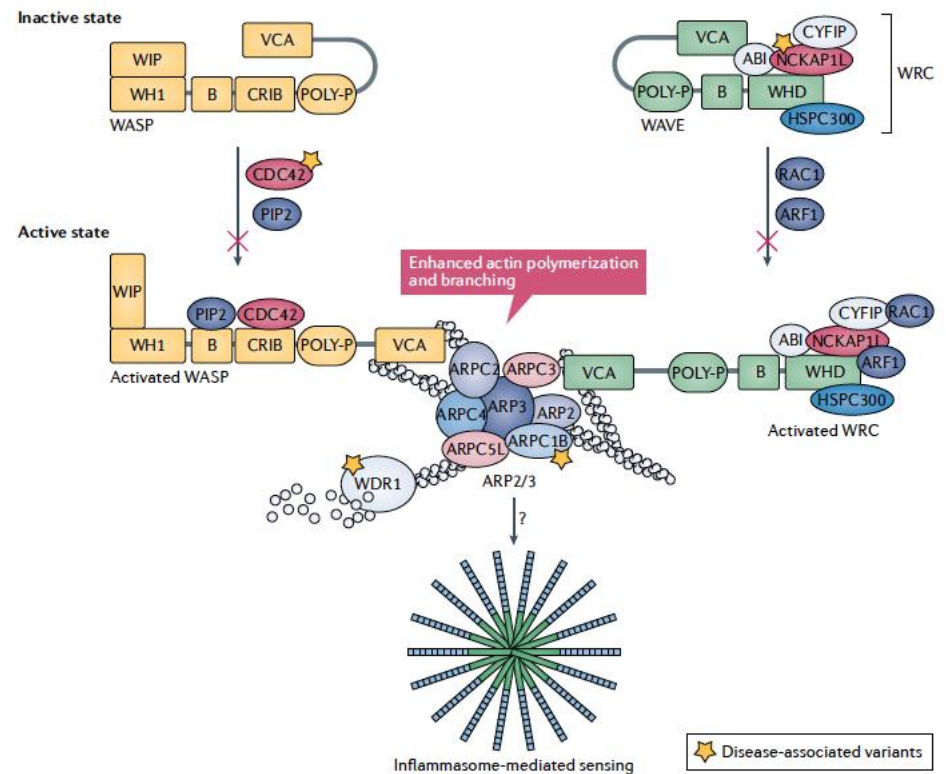 Inactive state
VCA
WIP
WH1
B
CRIB
POLY-P
WASP
VCA
CYFIP
ABI
NCKAP1L
WRC
POLY-P
B
WHD
WAVE
HSPC300
CDC42
PIP2
RAC1
ARF1
Active state
Enhanced actin polymerization
and branching
WIP
PIP2
CDC42
WH1
B
CRIB
POLY-P
VCA
Activated WASP
ARPC2
ARPC3
ARPC4
ARP3
ARP2
ARPC5L
ARPC1B
ARP2/3
WDR1
VCA
POLY-P
B
WHD
CYFIP
RAC1
ABI
NCKAP1L
ARF1
HSPC300
Activated WRC
?
Inflammasome-mediated sensing
Disease-associated variants